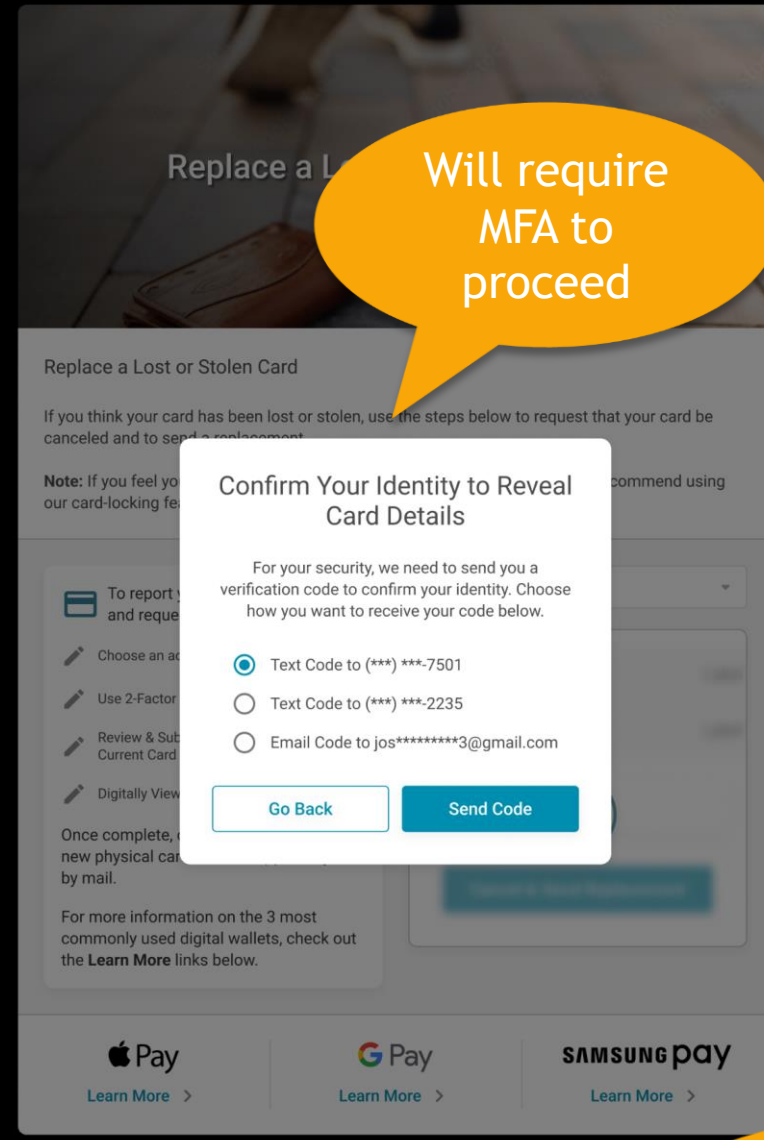 Replace a L
Will require
MFA to
proceed
Replace a Lost or Stolen Card
If you think your card has been lost or stolen, use the steps below to request that your card be
canceled and to send a replacement
Note: If you feel yo
commend using
our card-locking fe
Confirm Your Identity to Reveal
Card Details
For your security, we need to send you a
verification code to confirm your identity. Choose
how you want to receive your code below.
Text Code to (***) ***-7501
Text Code to (***) ***-2235
Email Code to jos*********3@gmail.com
Go Back
Send Code
To report
and reque
Choose an ac
Use 2-Factor
Review & Sub
Current Card
Digitally View
Once complete,
new physical car
by mail.
For more information on the 3 most
commonly used digital wallets, check out
the Learn More links below.
Pay
Learn More >
G Pay
Learn More >
SAMSUNG pay
Learn More >